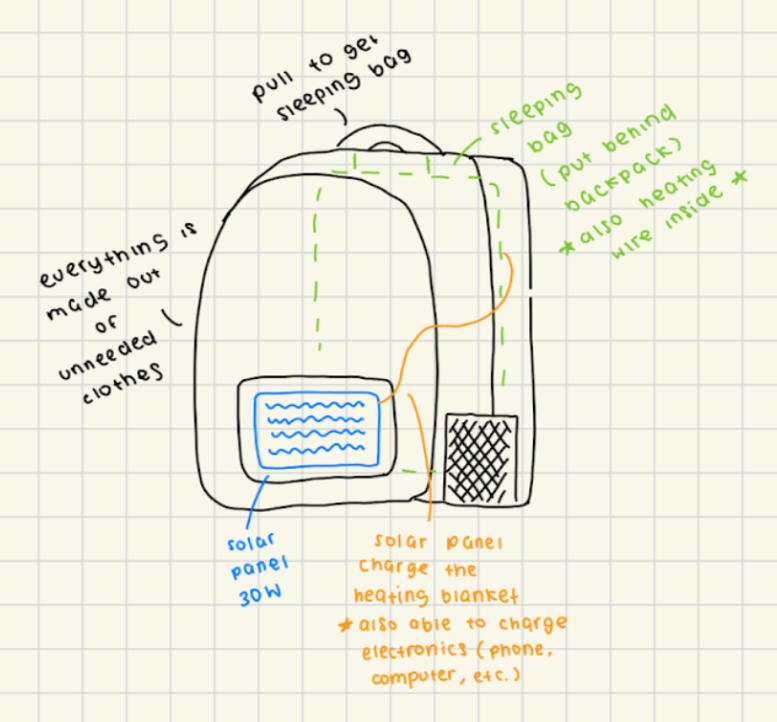 pull to get
sleeping bag
sleeping
bag
(put behind
backpack)
★ also heating
wire inside ★
everything is
made out
of
unneeded
clothes
solar
panel
30W
solar panel
charge the
heating blanket
★ also able to charge
electronics (phone,
computer, etc.)